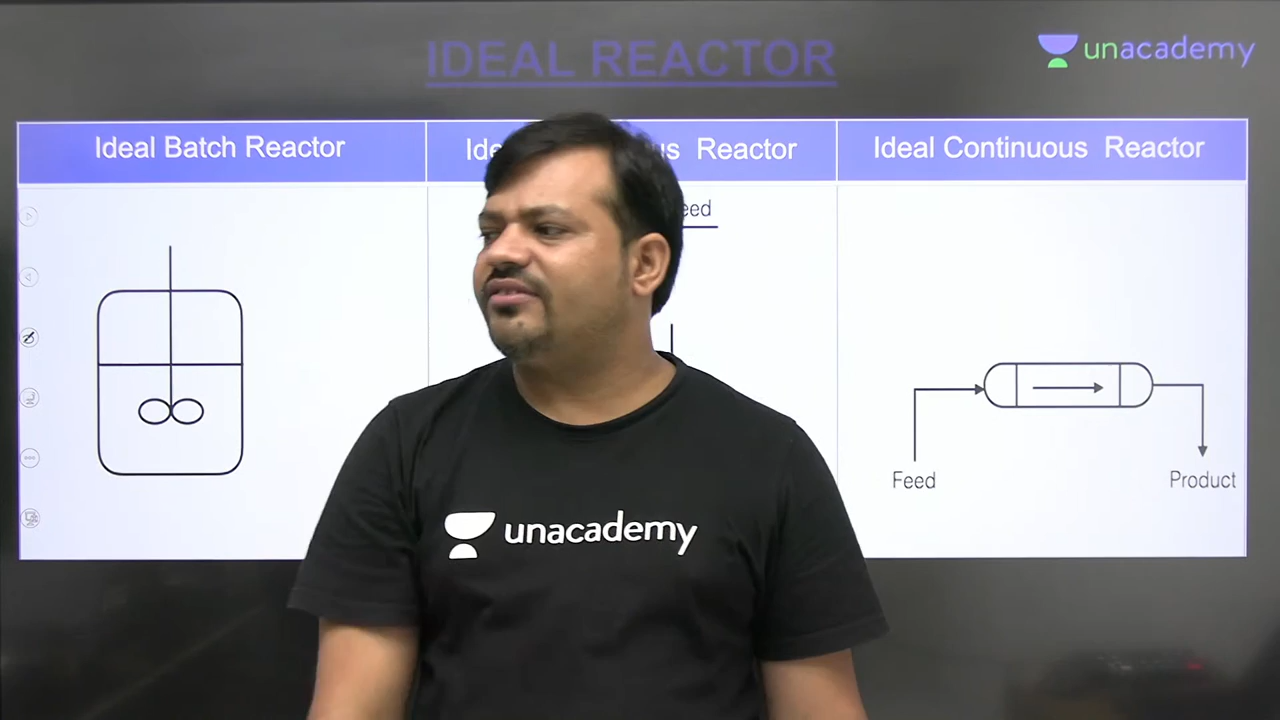 IDEAL REACTOR
unacademy
Ideal Batch Reactor
Reactor
Ideal Continuous Reactor
Feed
Product
unacademy